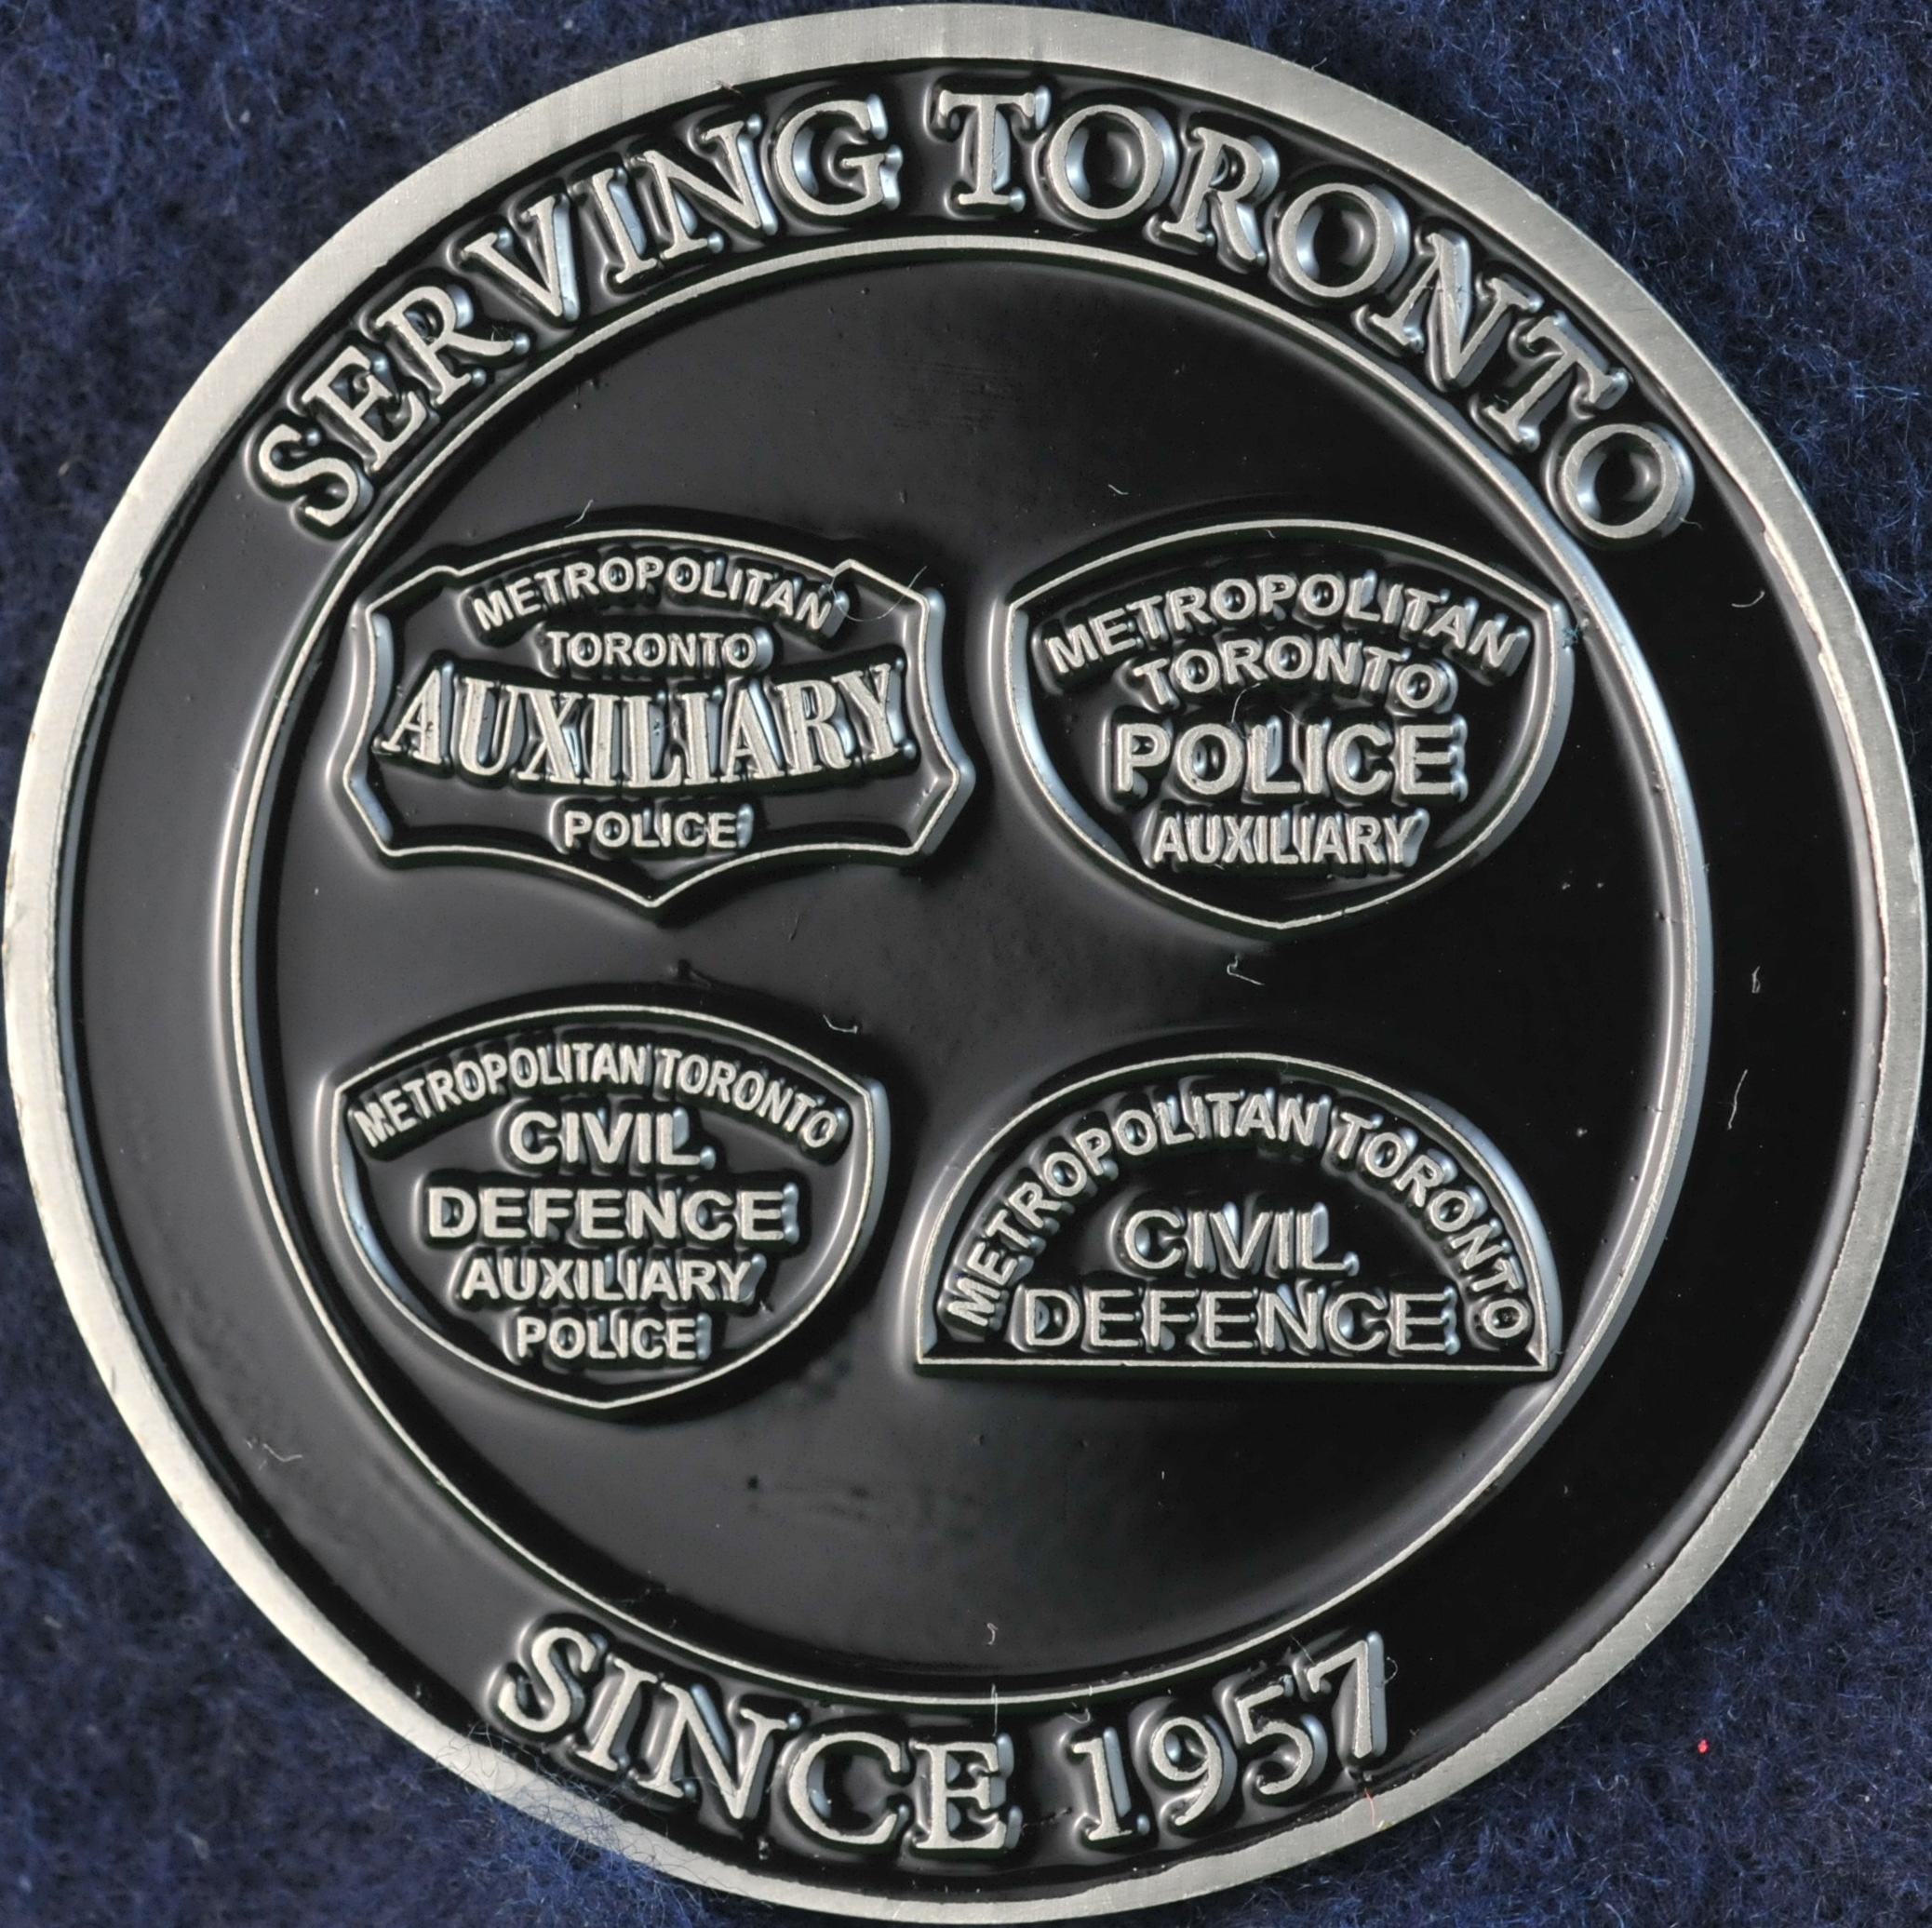 SERVING TORONTO
METROPOLITAN
TORONTO
AUXILIARY
POLICE
METROPOLITAN
TORONTO
POLICE
AUXILIARY
METROPOLITAN TORONTO
CIVIL
DEFENCE
AUXILIARY
POLICE
METROPOLITAN TORONTO
CIVIL
DEFENCE
SINCE 1957